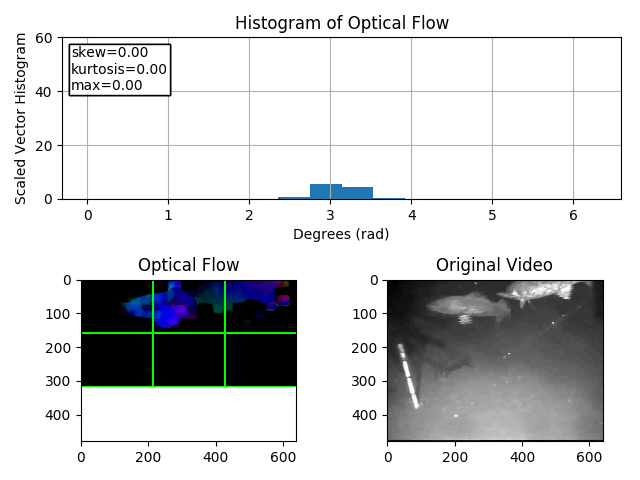 Histogram of Optical Flow
60
40
20
0
Scaled Vector Histogram
skew=0.00
kurtosis=0.00
max=0.00
0 1 2 3 4 5 6
Degrees (rad)
Optical Flow
0
100
200
300
400
0 200 400 600
Original Video
0
100
200
300
400
0 200 400 600